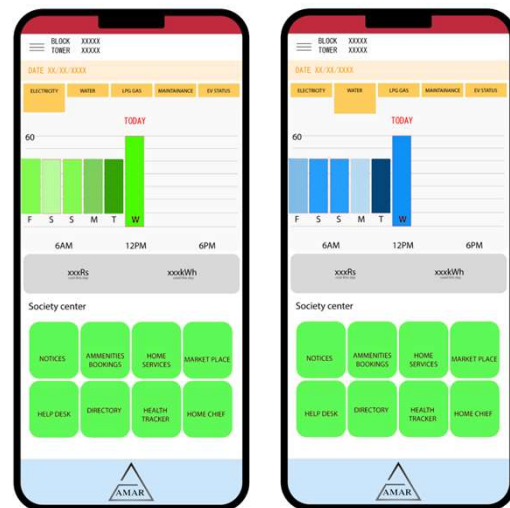 BLOCK XXXXX
TOWER XXXXX
DATE XX/XX/XXXX
ELECTRICITY WATER LPG GAS MAINTAINANCE EV STATUS
TODAY
60
F S S M T W
6AM 12PM 6PM
xxxRs xxxkWh
Society center
NOTICES AMMENITIES BOOKINGS HOME SERVICES MARKET PLACE
HELP DESK DIRECTORY HEALTH TRACKER HOME CHIEF
AMAR
BLOCK XXXXX
TOWER XXXXX
DATE XX/XX/XXXX
ELECTRICITY WATER LPG GAS MAINTAINANCE EV STATUS
TODAY
60
F S S M T W
6AM 12PM 6PM
xxxRs xxxkWh
Society center
NOTICES AMMENITIES BOOKINGS HOME SERVICES MARKET PLACE
HELP DESK DIRECTORY HEALTH TRACKER HOME CHIEF
AMAR